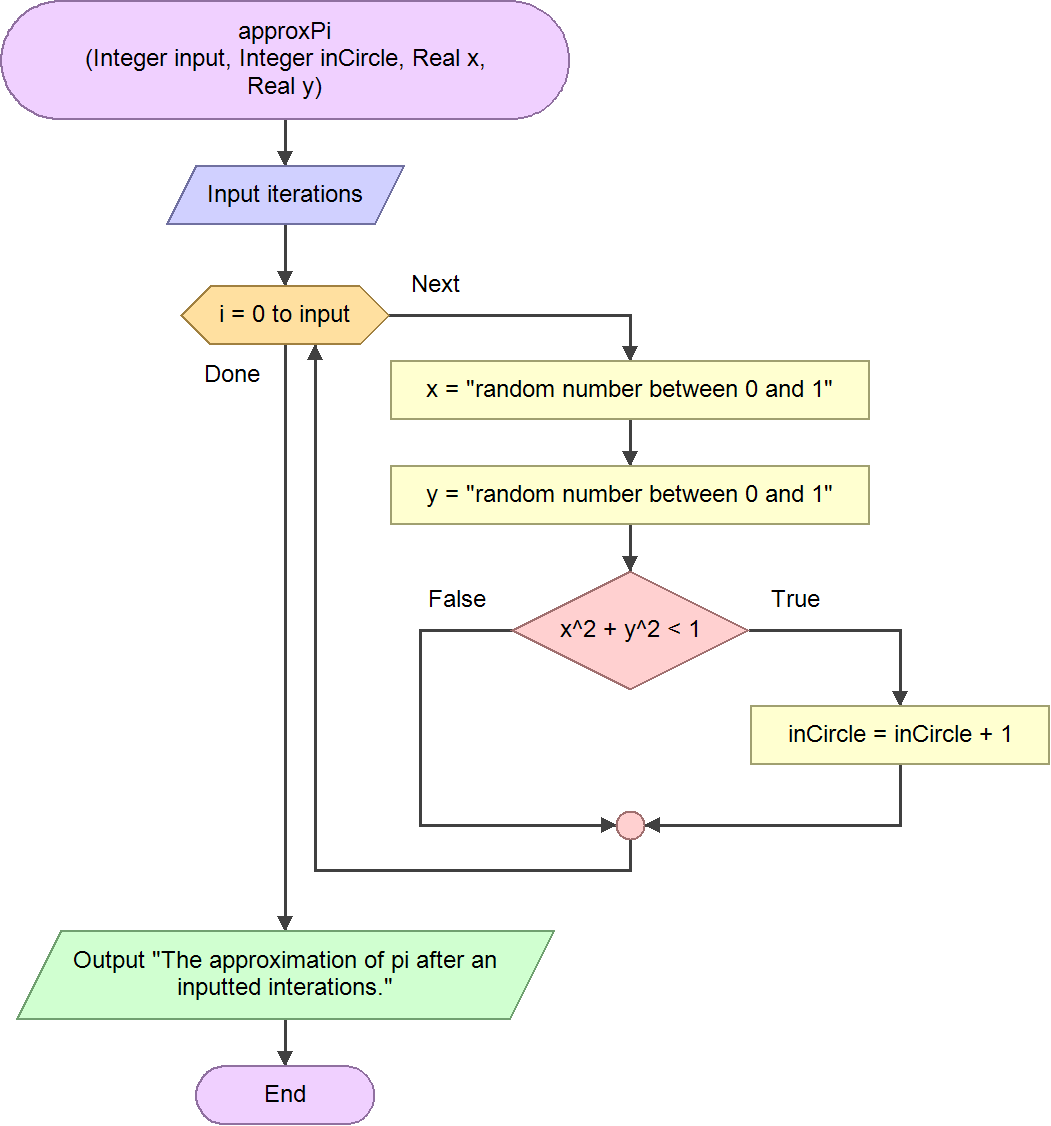 approxPi
(Integer input, Integer inCircle, Real x,
Real y)
Input iterations
i = 0 to input
Next
Done
x = "random number between 0 and 1"
y = "random number between 0 and 1"
False
x^2 + y^2 < 1
True
inCircle = inCircle + 1
Output "The approximation of pi after an
inputted interations."
End